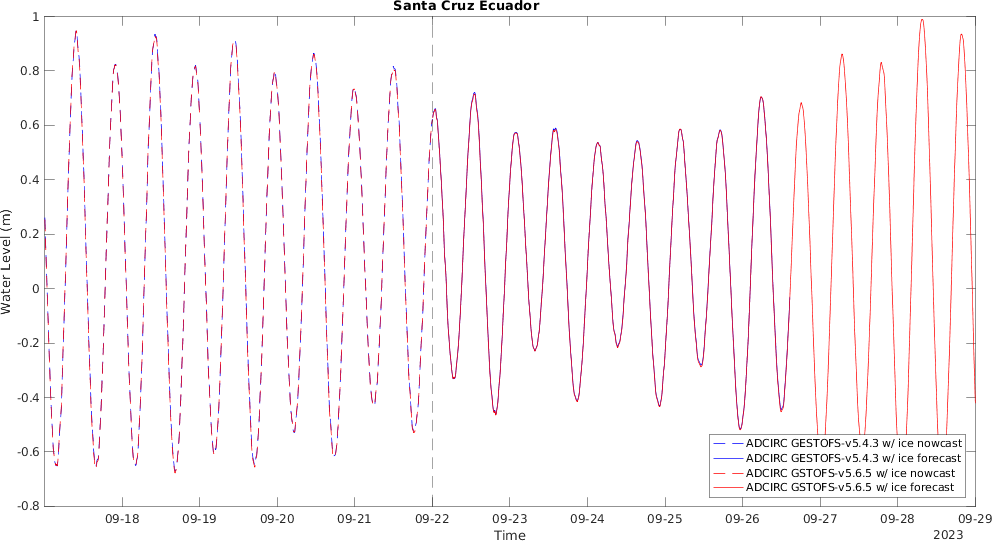 Santa Cruz Ecuador
1
0.8
0.6
0.4
0.2
0
-0.2
-0.4
-0.6
-0.8
Water Level (m)
ADCIRC GESTOFS-v5.4.3 w/ ice nowcast
ADCIRC GESTOFS-v5.4.3 w/ ice forecast
ADCIRC GSTOFS-v5.6.5 w/ ice nowcast
ADCIRC GSTOFS-v5.6.5 w/ ice forecast
09-18 09-19 09-20 09-21 09-22 09-23 09-24 09-25 09-26 09-27 09-28 09-29
Time
2023